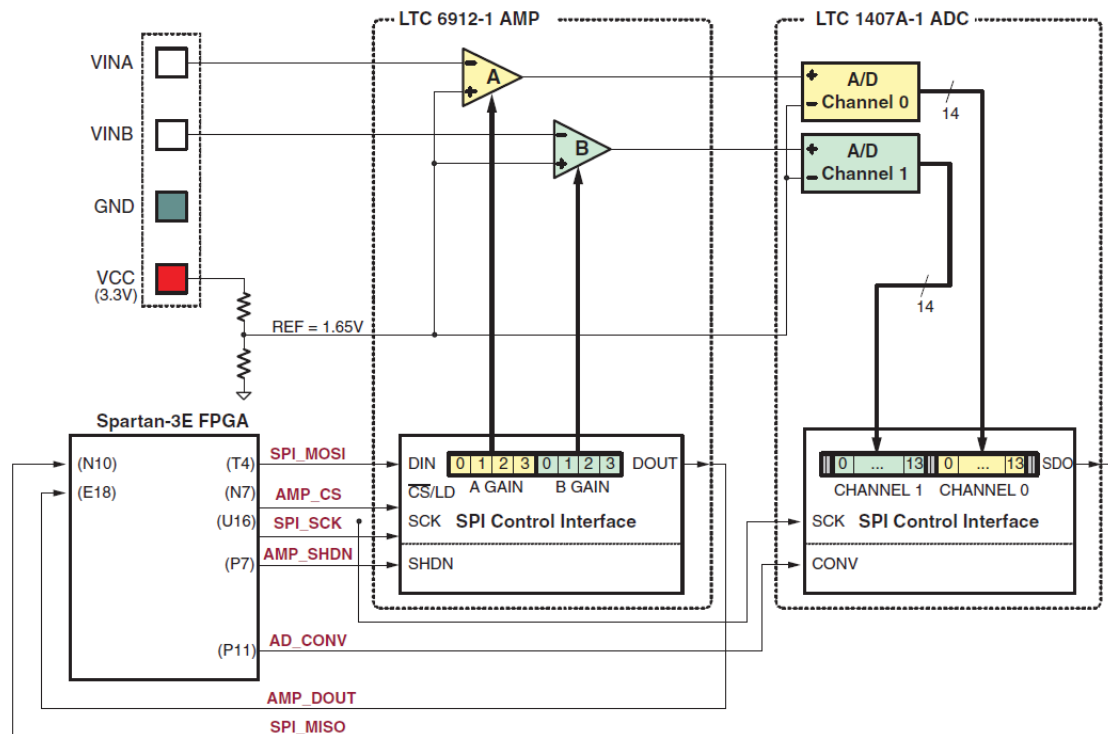 LTC 6912-1 AMP
LTC 1407A-1 ADC
VINA
A
A/D
Channel 0
14
VINB
B
A/D
Channel 1
GND
14
VCC
(3.3V)
REF = 1.65V
Spartan-3E FPGA
(N10)
(E18)
(T4)
(N7)
(U16)
(P7)
(P11)
SPI_MOSI
AMP_CS
SPI_SCK
AMP_SHDN
AD_CONV
AMP_DOUT
SPI_MISO
DIN
0 1 2 3 0 1 2 3
DOUT
A GAIN B GAIN
CS/LD
SCK SPI Control Interface
SHDN
0 ... 13 0 ... 13 SDO
CHANNEL 1 CHANNEL 0
SCK SPI Control Interface
CONV